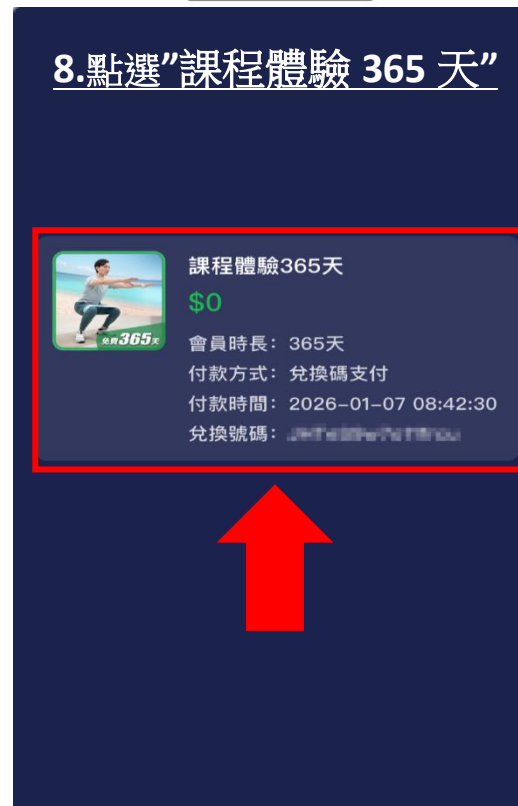 8.點選”課程體驗 365 天”
課程體驗365天
$0
免費365天
會員時長：365天
付款方式：兌換碼支付
付款時間：2026-01-07 08:42:30
兌換號碼：